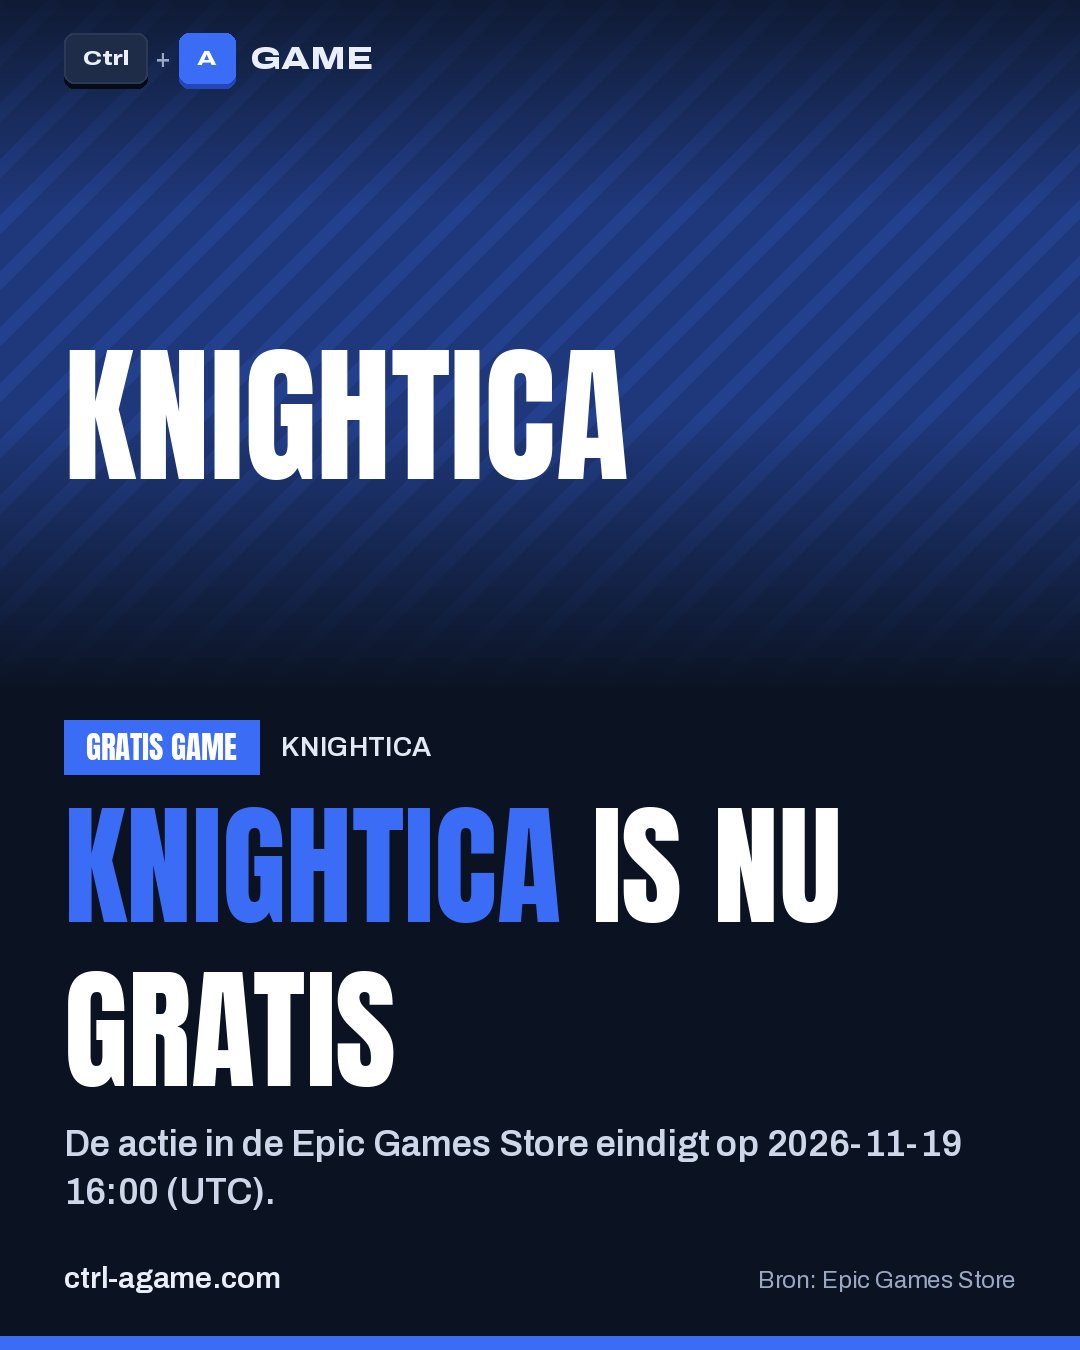 Ctrl + A GAME
KNIGHTICA
GRATIS GAME KNIGHTICA
KNIGHTICA IS NU
GRATIS
De actie in de Epic Games Store eindigt op 2026-11-19
16:00 (UTC).
ctrl-agame.com Bron: Epic Games Store